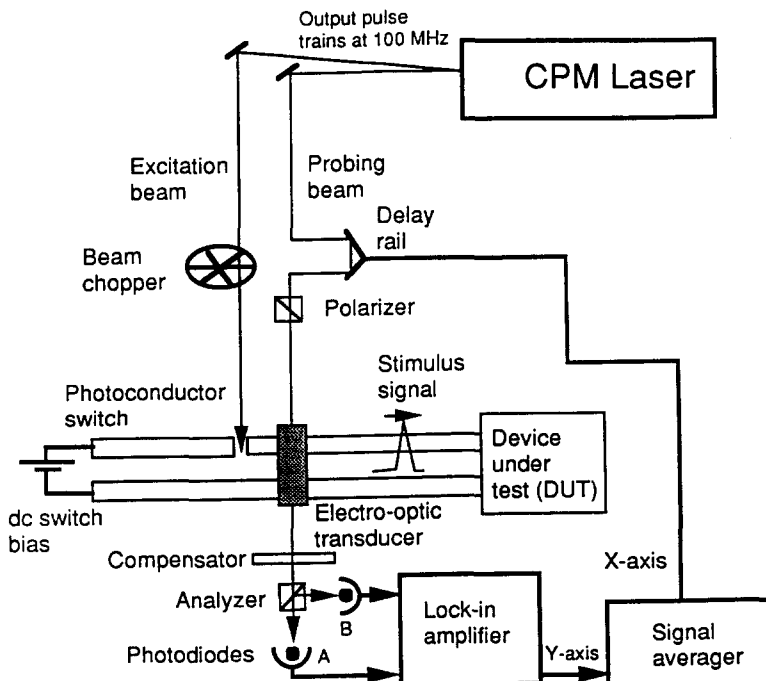 Output pulse
trains at 100 MHz
CPM Laser
Excitation
beam
Probing
beam
Delay
rail
Beam
chopper
Polarizer
Stimulus
signal
Photoconductor
switch
Device
under
test (DUT)
dc switch
bias
Electro-optic
transducer
Compensator
X-axis
Analyzer
B
Lock-in
amplifier
Signal
averager
Photodiodes
A
Y-axis